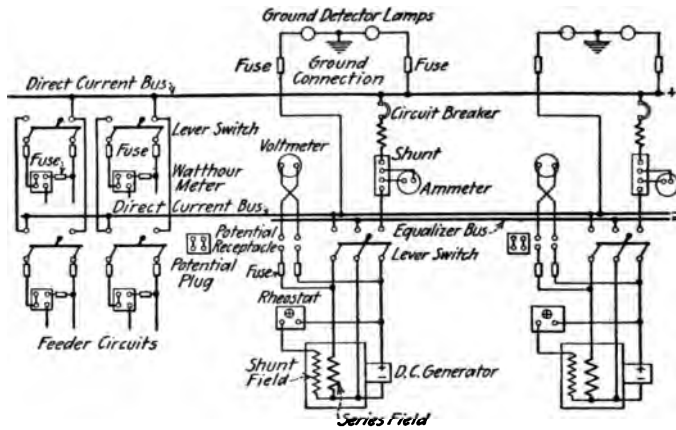 Ground Detector Lamps
Fuse
Ground
Connection
Fuse
Direct Current Bus
+
Circuit Breaker
Lever Switch
Fuse
Fuse
Voltmeter
Shunt
Watthour
Meter
Ammeter
Direct Current Bus
-
Potential
Receptacle
Equalizer Bus
Lever Switch
Potential
Plug
Fuse
Rheostat
Feeder Circuits
Shunt
Field
D.C. Generator
Series Field